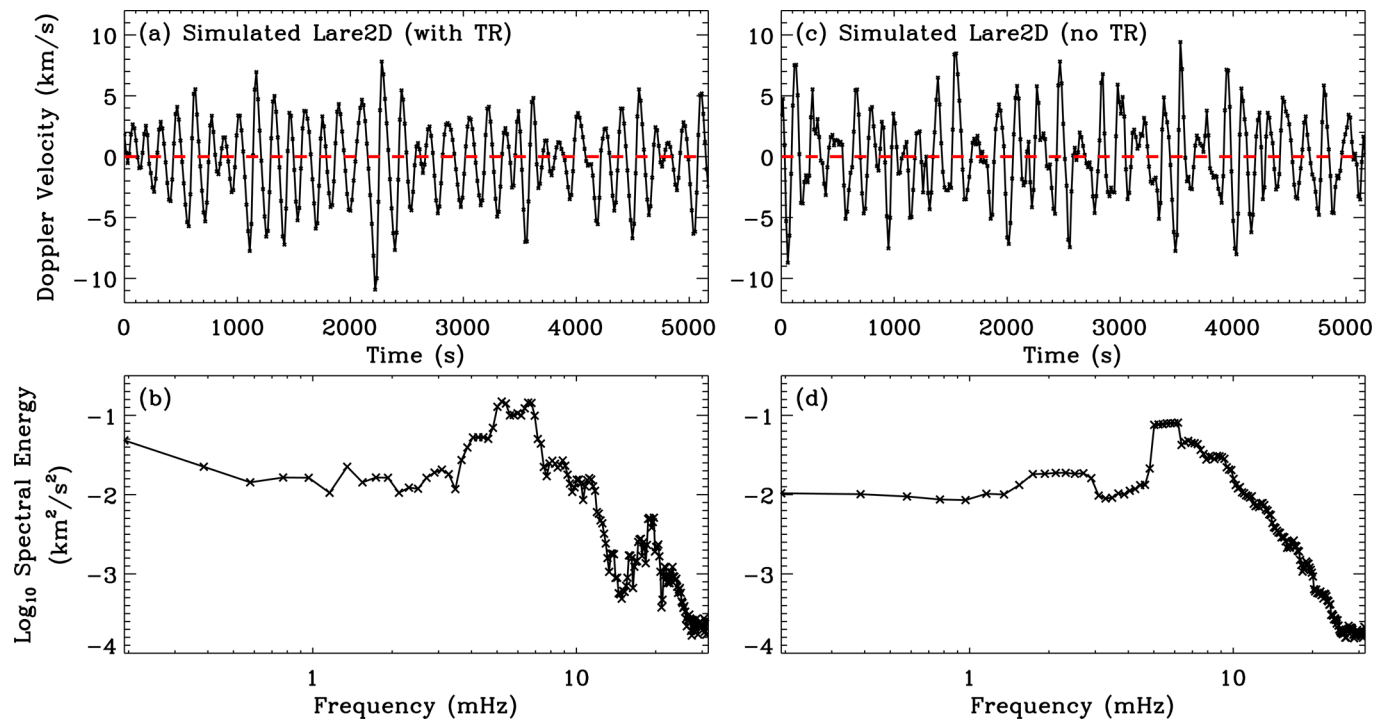 (a) Simulated Lare2D (with TR)
Doppler Velocity (km/s)
10
5
0
−5
−10
0 1000 2000 3000 4000 5000
Time (s)
(c) Simulated Lare2D (no TR)
10
5
0
−5
−10
0 1000 2000 3000 4000 5000
Time (s)
(b)
Log₁₀ Spectral Energy
(km²/s²)
−1
−2
−3
−4
1 10
Frequency (mHz)
(d)
−1
−2
−3
−4
1 10
Frequency (mHz)